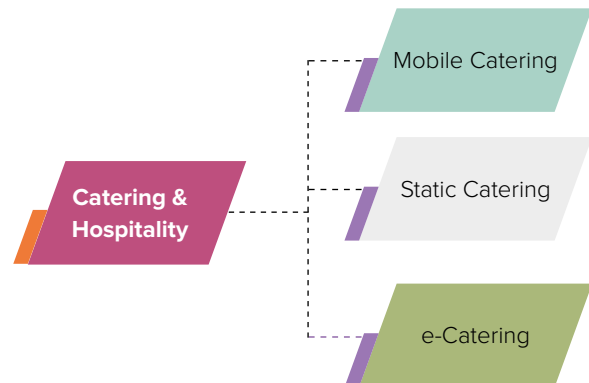 Mobile Catering
Catering &
Hospitality
Static Catering
e-Catering